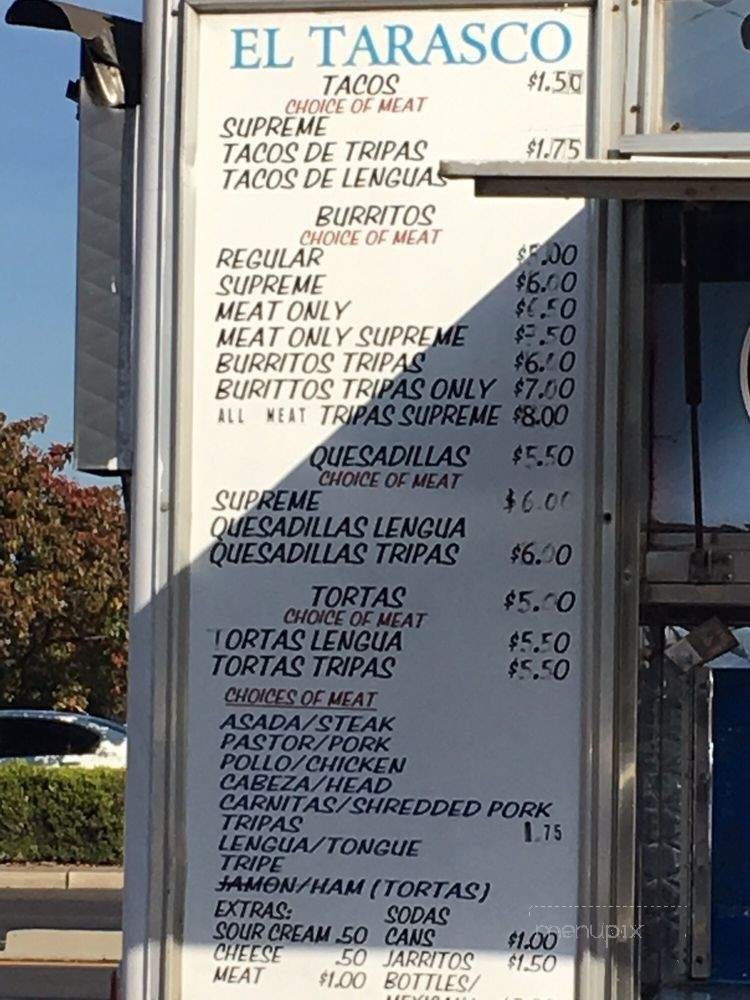 EL TARASCO
TACOS $1.50
CHOICE OF MEAT
SUPREME
TACOS DE TRIPAS $1.75
TACOS DE LENGUAS
BURRITOS
CHOICE OF MEAT
REGULAR
SUPREME $6.00
MEAT ONLY
MEAT ONLY SUPREME
BURRITOS TRIPAS
BURITTOS TRIPAS ONLY $7.00
ALL MEAT TRIPAS SUPREME $8.00
QUESADILLAS $5.50
CHOICE OF MEAT
SUPREME $6.00
QUESADILLAS LENGUA
QUESADILLAS TRIPAS $6.00
TORTAS
CHOICE OF MEAT
TORTAS LENGUA $5.50
TORTAS TRIPAS $5.50
CHOICES OF MEAT
ASADA/STEAK
PASTOR/PORK
POLLO/CHICKEN
CABEZA/HEAD
CARNITAS/SHREDDED PORK
TRIPAS 1.75
LENGUA/TONGUE
TRIPE
JAMON/HAM (TORTAS)
EXTRAS: SODAS
SOUR CREAM .50 CANS $1.00
CHEESE .50 JARRITOS $1.50
MEAT $1.00 BOTTLES/
menupix